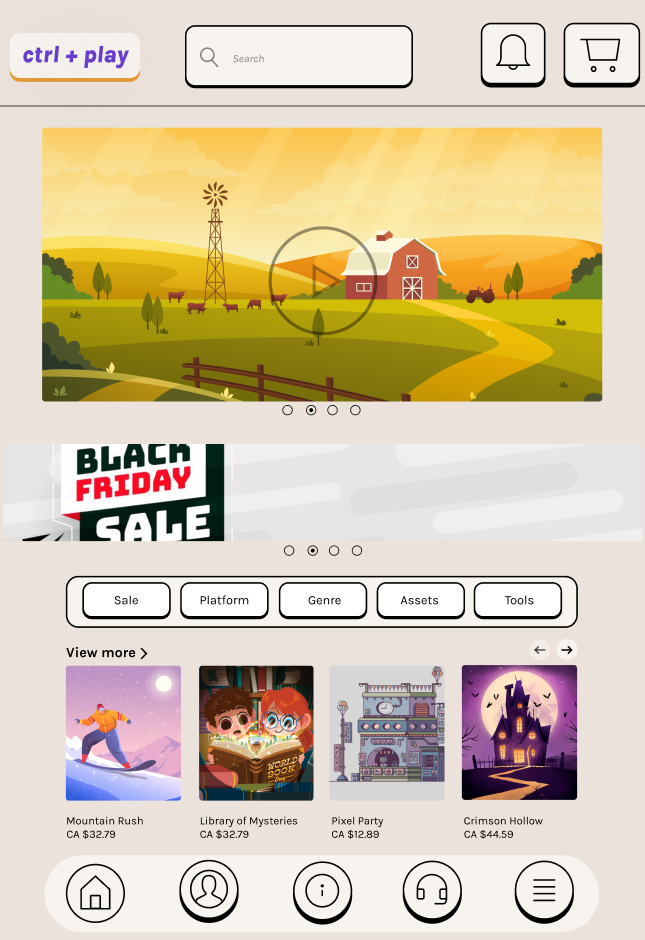 ctrl + play
Search
BLACK
FRIDAY
SALE
Sale
Platform
Genre
Assets
Tools
View more
WORLD
BOOK
Day
Mountain Rush
CA $32.79
Library of Mysteries
CA $32.79
Pixel Party
CA $12.89
Crimson Hollow
CA $44.59